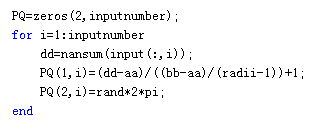 PQ=zeros(2,inputnumber);
for i=1:inputnumber
    dd=nansum(input(:,i));
    PQ(1,i)=(dd-aa)/((bb-aa)/(radii-1))+1;
    PQ(2,i)=rand*2*pi;
end